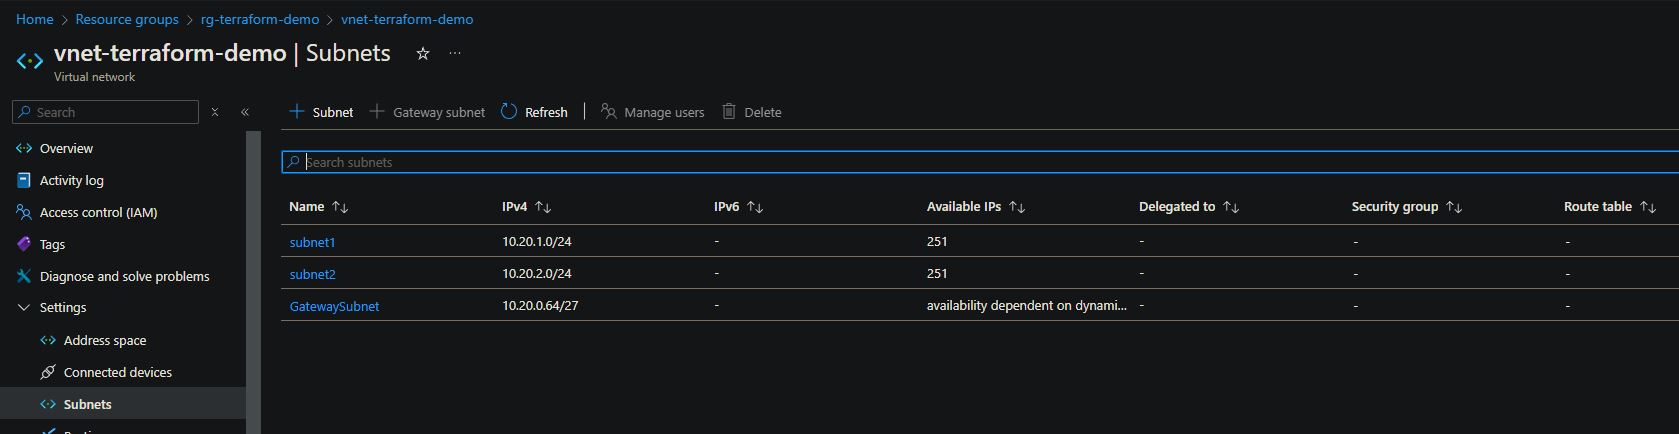 Home > Resource groups > rg-terraform-demo > vnet-terraform-demo
vnet-terraform-demo | Subnets
Virtual network
Search
Subnet Gateway subnet Refresh Manage users Delete
Overview
Activity log
Access control (IAM)
Tags
Diagnose and solve problems
Settings
Address space
Connected devices
Subnets
Search subnets
Name IPv4 IPv6 Available IPs Delegated to Security group Route table
subnet1 10.20.1.0/24 - 251 - - -
subnet2 10.20.2.0/24 - 251 - - -
GatewaySubnet 10.20.0.64/27 - availability dependent on dynami... - - -